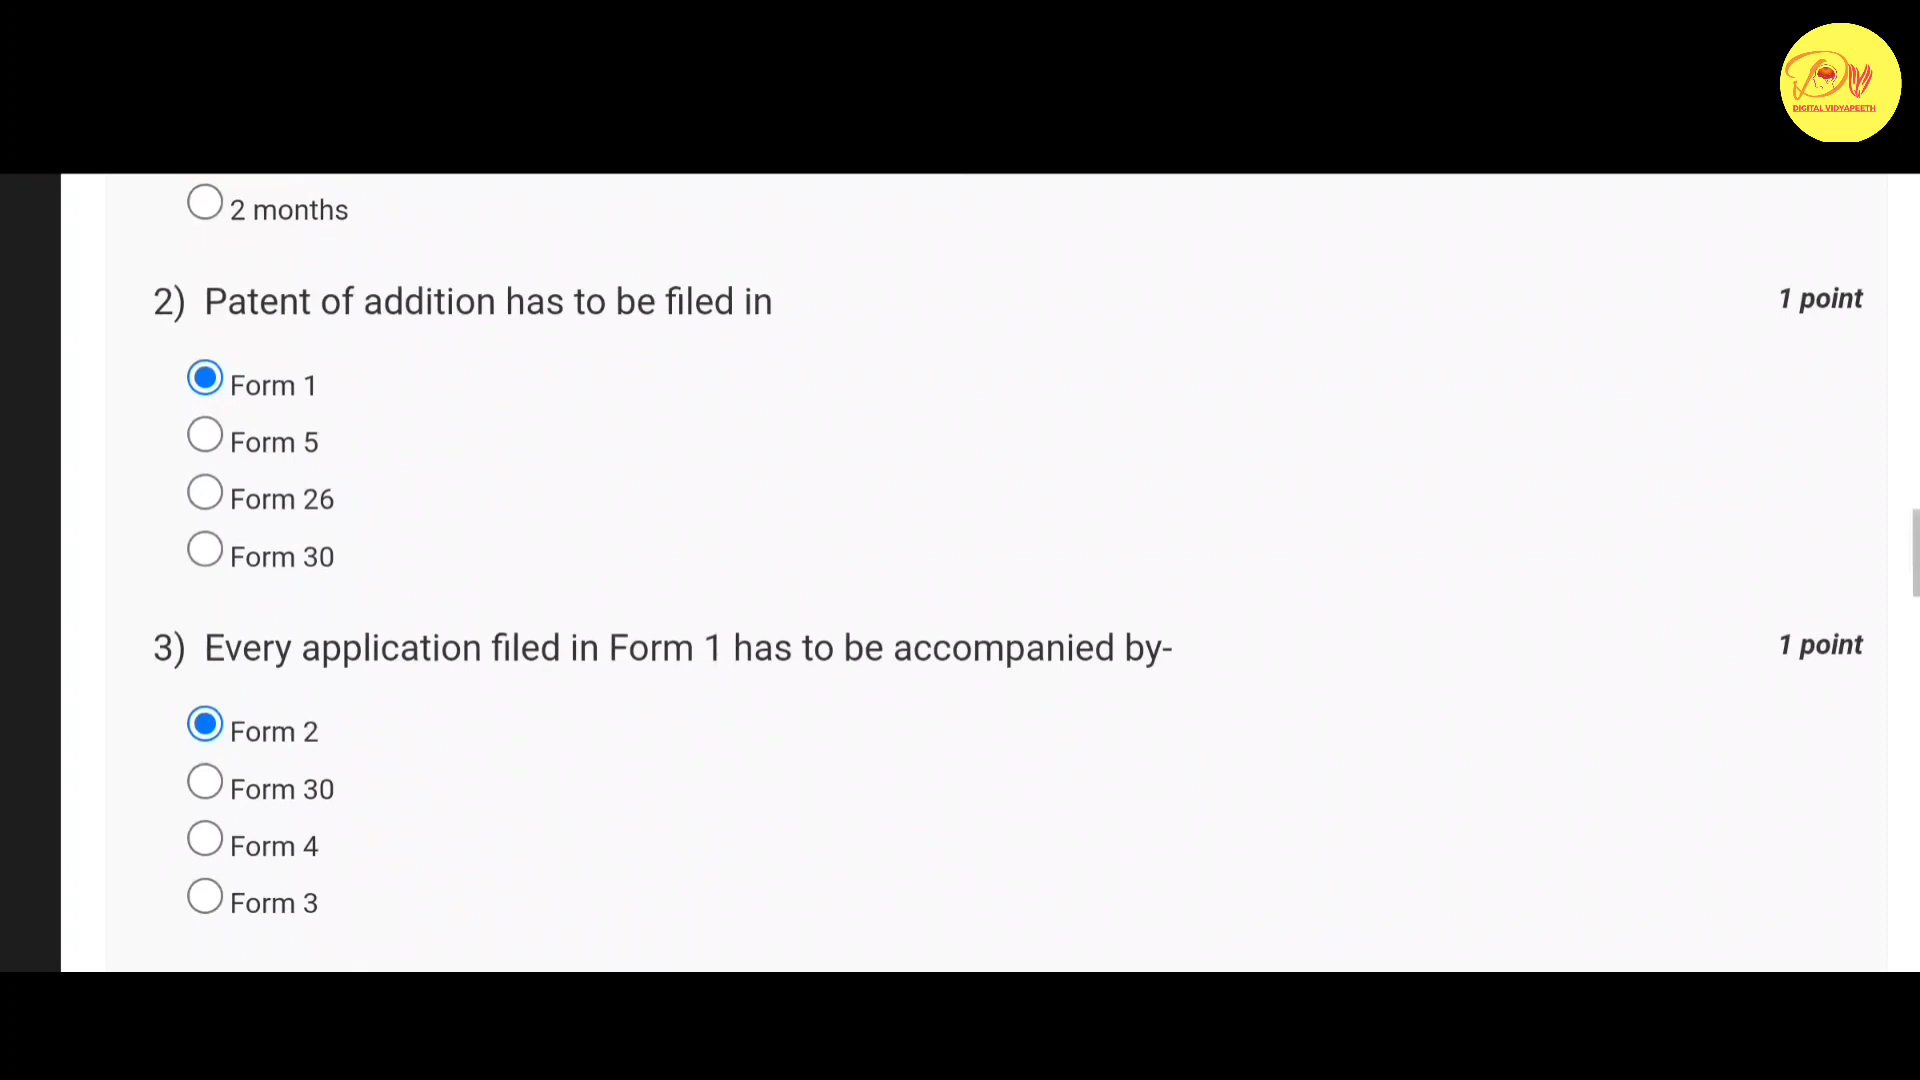 DIGITAL VIDYAPEETH
2 months
2) Patent of addition has to be filed in
1 point
Form 1
Form 5
Form 26
Form 30
3) Every application filed in Form 1 has to be accompanied by-
1 point
Form 2
Form 30
Form 4
Form 3